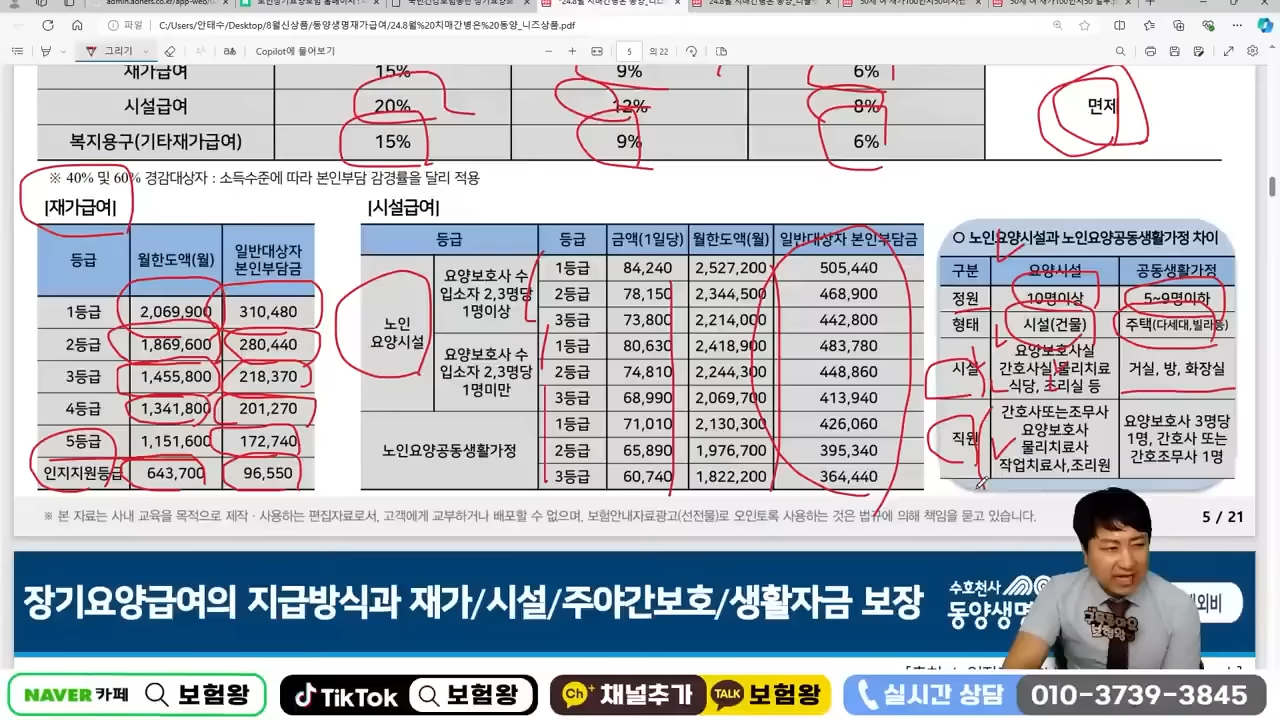 파일 C:/Users/안태수/Desktop/8월신상품/동양생명재가급여/24.8월%20치매간병은%20동양_니즈상품.pdf
그리기 Copilot에 물어보기 5 의 22
재가급여 15% 9% 6%
시설급여 20% 12% 8% 면제
복지용구(기타재가급여) 15% 9% 6%
※ 40% 및 60% 경감대상자 : 소득수준에 따라 본인부담 감경률을 달리 적용
|재가급여|
등급 월한도액(월) 일반대상자 본인부담금
1등급 2,069,900 310,480
2등급 1,869,600 280,440
3등급 1,455,800 218,370
4등급 1,341,800 201,270
5등급 1,151,600 172,740
인지지원등급 643,700 96,550
|시설급여|
등급 등급 금액(1일당) 월한도액(월) 일반대상자 본인부담금
노인 요양시설
요양보호사 수 입소자 2,3명당 1명이상
1등급 84,240 2,527,200 505,440
2등급 78,150 2,344,500 468,900
3등급 73,800 2,214,000 442,800
요양보호사 수 입소자 2,3명당 1명미만
1등급 80,630 2,418,900 483,780
2등급 74,810 2,244,300 448,860
3등급 68,990 2,069,700 413,940
노인요양공동생활가정
1등급 71,010 2,130,300 426,060
2등급 65,890 1,976,700 395,340
3등급 60,740 1,822,200 364,440
○ 노인요양시설과 노인요양공동생활가정 차이
구분 요양시설 공동생활가정
정원 10명이상 5~9명이하
형태 시설(건물) 주택(다세대,빌라등)
시설
요양보호사실
간호사실,물리치료
식당, 조리실 등
거실, 방, 화장실
직원
간호사또는조무사
요양보호사
물리치료사
작업치료사,조리원
요양보호사 3명당
1명, 간호사 또는
간호조무사 1명
※ 본 자료는 사내 교육을 목적으로 제작 · 사용하는 편집자료로서, 고객에게 교부하거나 배포할 수 없으며, 보험안내자료광고(선전물)로 오인토록 사용하는 것은 법규에 의해 책임을 묻고 있습니다.
5 / 21
장기요양급여의 지급방식과 재가/시설/주야간보호/생활자금 보장
수호천사
동양생명
NAVER 카페 보험왕
TikTok 보험왕
Ch+ 채널추가 TALK 보험왕
실시간 상담 010-3739-3845